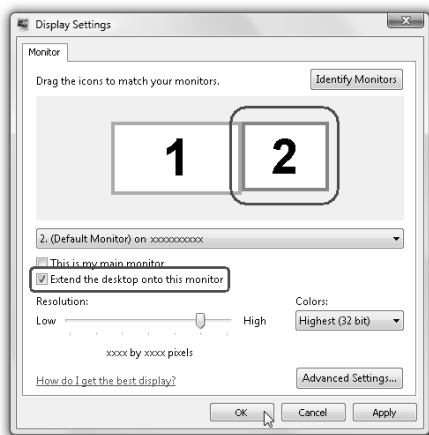 Display Settings
Monitor
Drag the icons to match your monitors.
Identify Monitors
1
2
2. (Default Monitor) on xxxxxxxxxx
This is my main monitor
Extend the desktop onto this monitor
Resolution:
Colors:
Low
High
Highest (32 bit)
xxxx by xxxx pixels
How do I get the best display?
Advanced Settings...
OK
Cancel
Apply